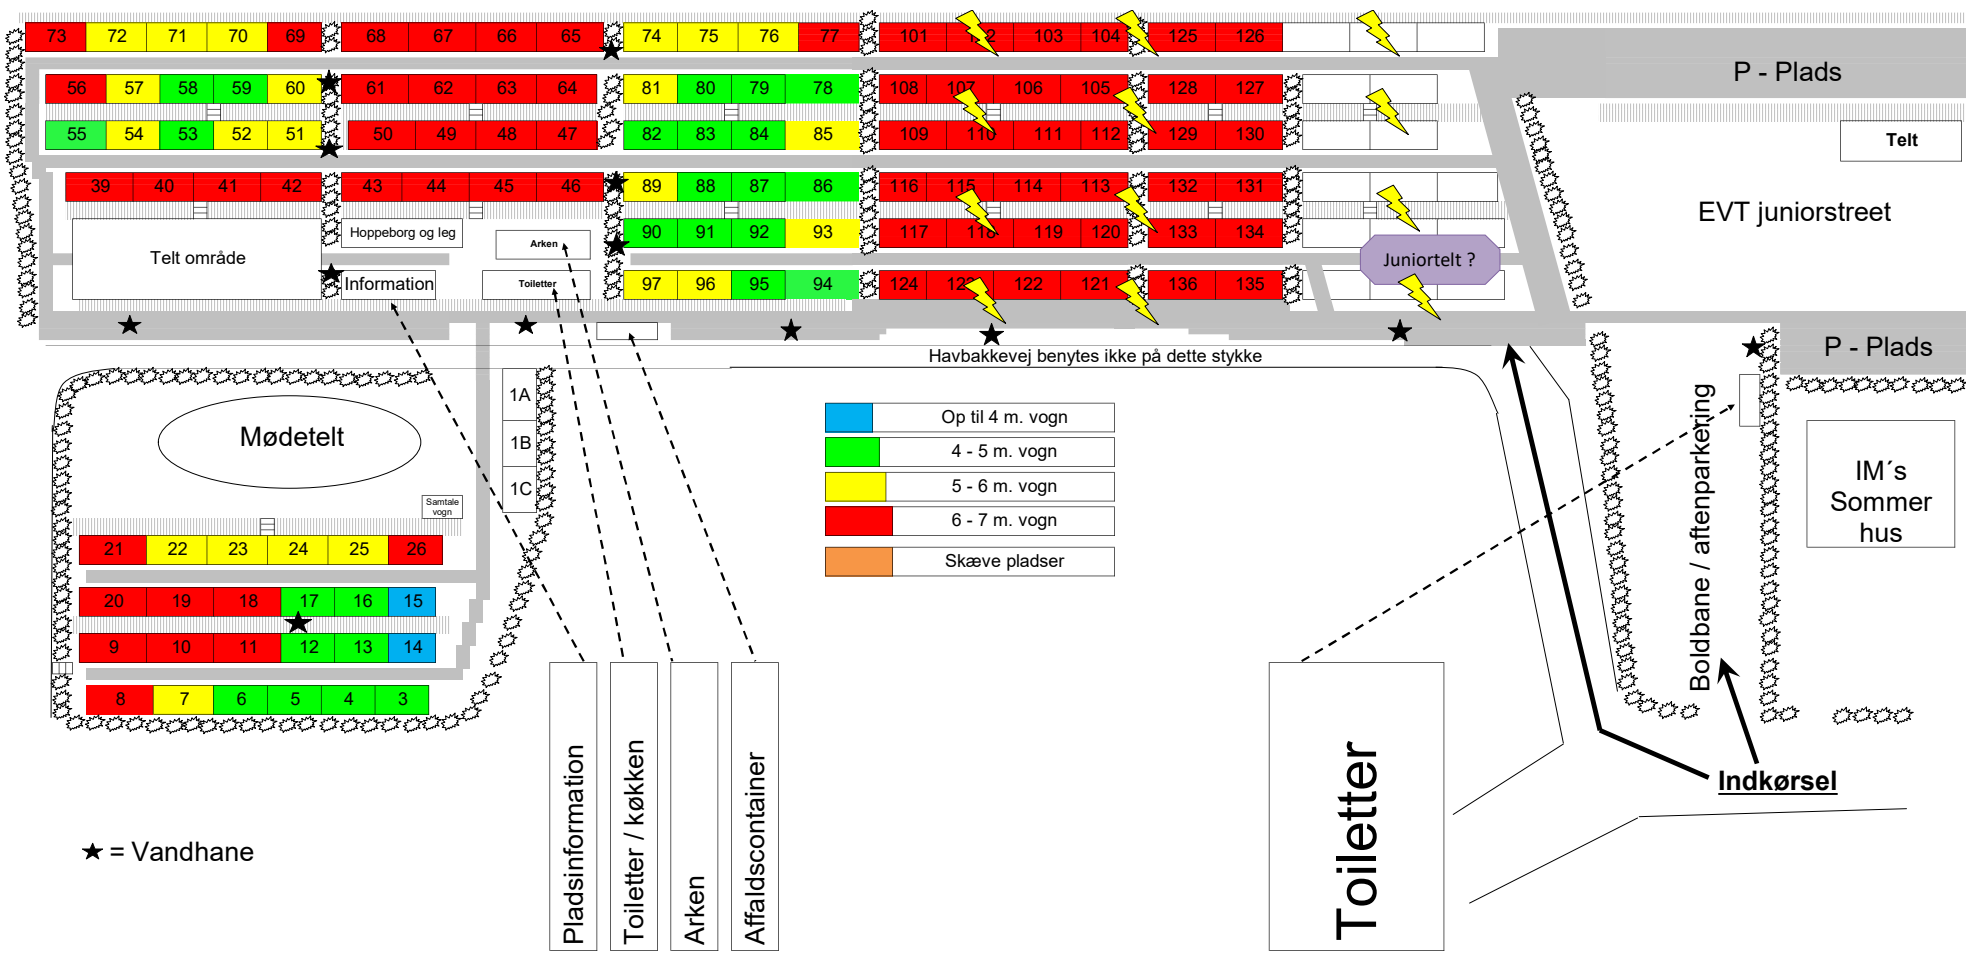 73 72 71 70 69 68 67 66 65 74 75 76 77 101 102 103 104 125 126
P - Plads
56 57 58 59 60 61 62 63 64 81 80 79 78 108 107 106 105 128 127
55 54 53 52 51 50 49 48 47 82 83 84 85 109 110 111 112 129 130
Telt
39 40 41 42 43 44 45 46 89 88 87 86 116 115 114 113 132 131
EVT juniorstreet
Hoppeborg og leg
90 91 92 93 117 118 119 120 133 134
Arken
Telt område
Juniortelt ?
Information
Toiletter
97 96 95 94 124 123 122 121 136 135
P - Plads
Havbakkevej benytes ikke på dette stykke
1A
1B
1C
Mødetelt
Op til 4 m. vogn
4 - 5 m. vogn
5 - 6 m. vogn
6 - 7 m. vogn
Skæve pladser
Boldbane / aftenparkering
IM´s
Sommer
hus
Samtale
vogn
21 22 23 24 25 26
20 19 18 17 16 15
9 10 11 12 13 14
8 7 6 5 4 3
Pladsinformation
Toiletter / køkken
Arken
Affaldscontainer
Toiletter
Indkørsel
= Vandhane